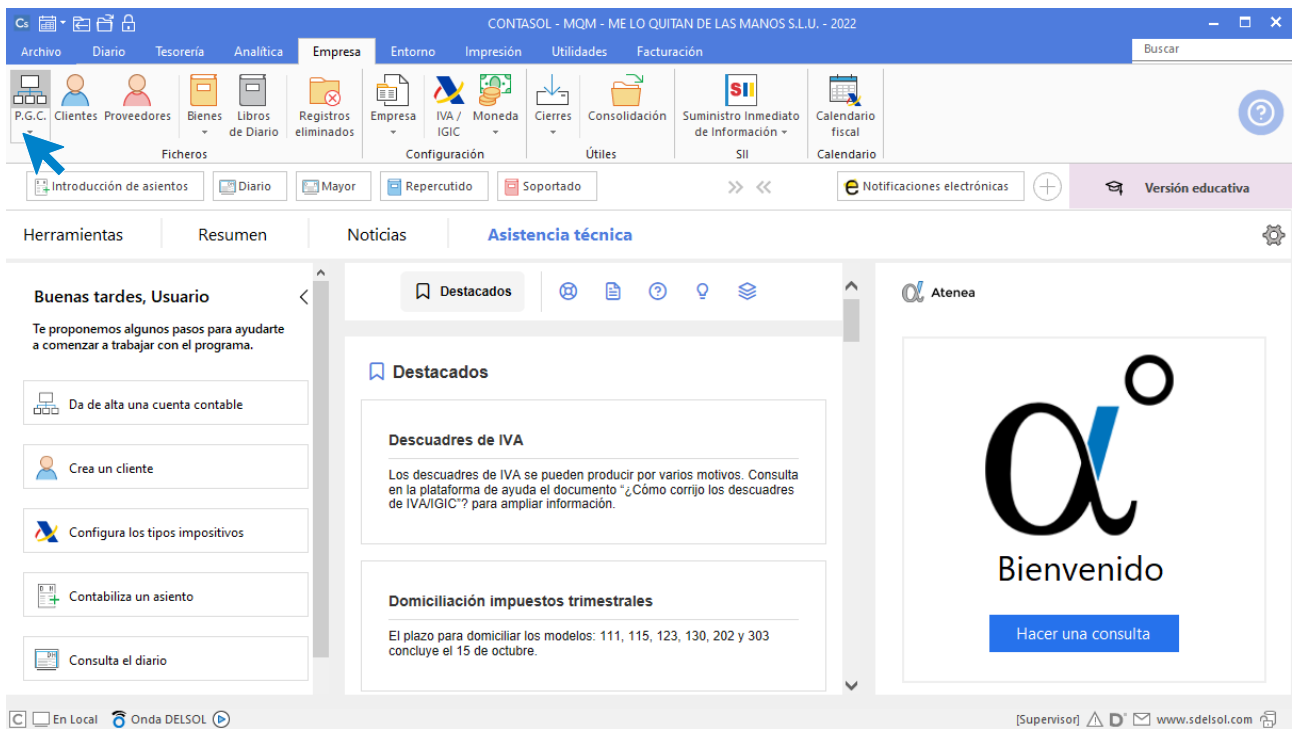 Cs CONTASOL - MQM - ME LO QUITAN DE LAS MANOS S.L.U. - 2022
Archivo Diario Tesorería Analítica Empresa Entorno Impresión Utilidades Facturación Buscar
P.G.C. Clientes Proveedores Bienes Libros de Diario Registros eliminados Empresa IVA / IGIC Moneda Cierres Consolidación Suministro Inmediato de Información Calendario fiscal
Ficheros Configuración Útiles SII Calendario
Introducción de asientos Diario Mayor Repercutido Soportado Notificaciones electrónicas Versión educativa
Herramientas Resumen Noticias Asistencia técnica
Buenas tardes, Usuario
Te proponemos algunos pasos para ayudarte
a comenzar a trabajar con el programa.
Da de alta una cuenta contable
Crea un cliente
Configura los tipos impositivos
Contabiliza un asiento
Consulta el diario
Destacados
Destacados
Descuadres de IVA
Los descuadres de IVA se pueden producir por varios motivos. Consulta
en la plataforma de ayuda el documento “¿Cómo corrijo los descuadres
de IVA/IGIC”? para ampliar información.
Domiciliación impuestos trimestrales
El plazo para domiciliar los modelos: 111, 115, 123, 130, 202 y 303
concluye el 15 de octubre.
Atenea
Bienvenido
Hacer una consulta
C En Local Onda DELSOL [Supervisor] D www.sdelsol.com